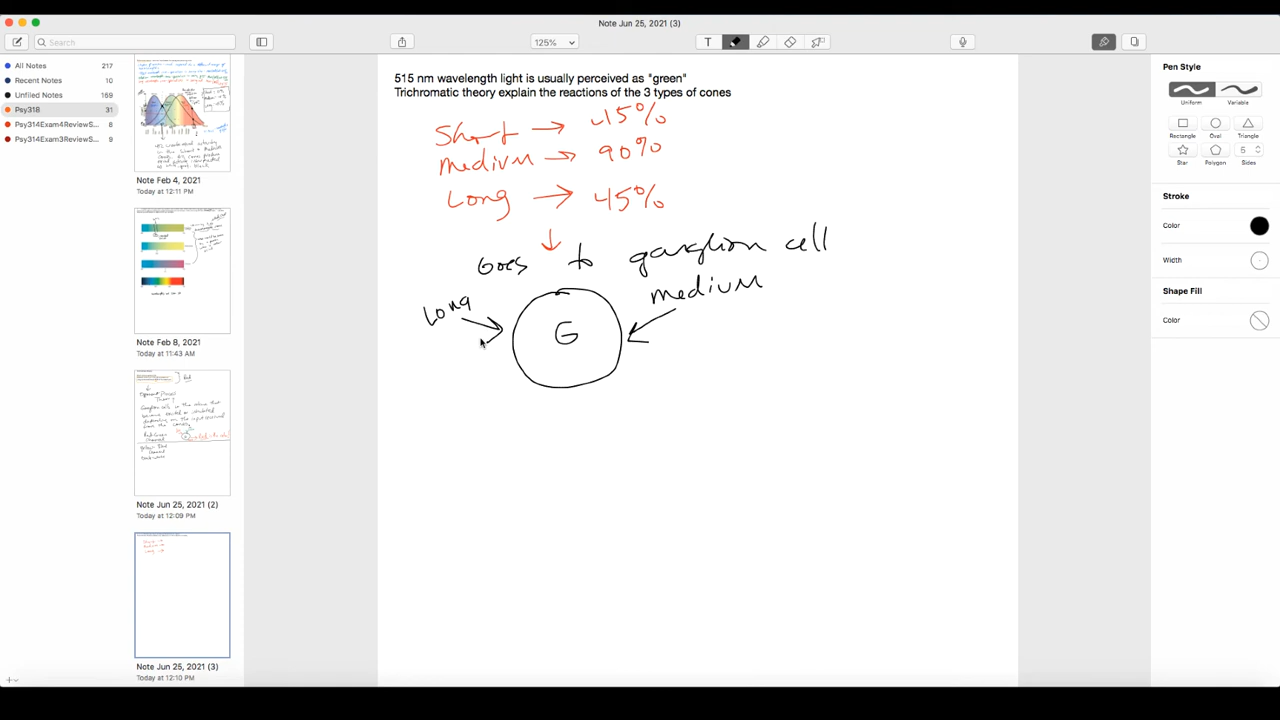 Note Jun 25, 2021 (3)
Search
125%
T
All Notes 217
Recent Notes 10
Unfiled Notes 169
Psy318 31
Psy314Exam4ReviewS... 8
Psy314Exam3ReviewS... 9
Note Feb 4, 2021
Today at 12:11 PM
Note Feb 8, 2021
Today at 11:43 AM
Note Jun 25, 2021 (2)
Today at 12:09 PM
Note Jun 25, 2021 (3)
Today at 12:10 PM
515 nm wavelength light is usually perceived as "green"
Trichromatic theory explain the reactions of the 3 types of cones
Short → 15%
medium → 90%
Long → 45%
↓
Goes to ganglion cell
Long
medium
G
Pen Style
Uniform
Variable
Rectangle
Oval
Triangle
Star
Polygon
5
Sides
Stroke
Color
Width
Shape Fill
Color